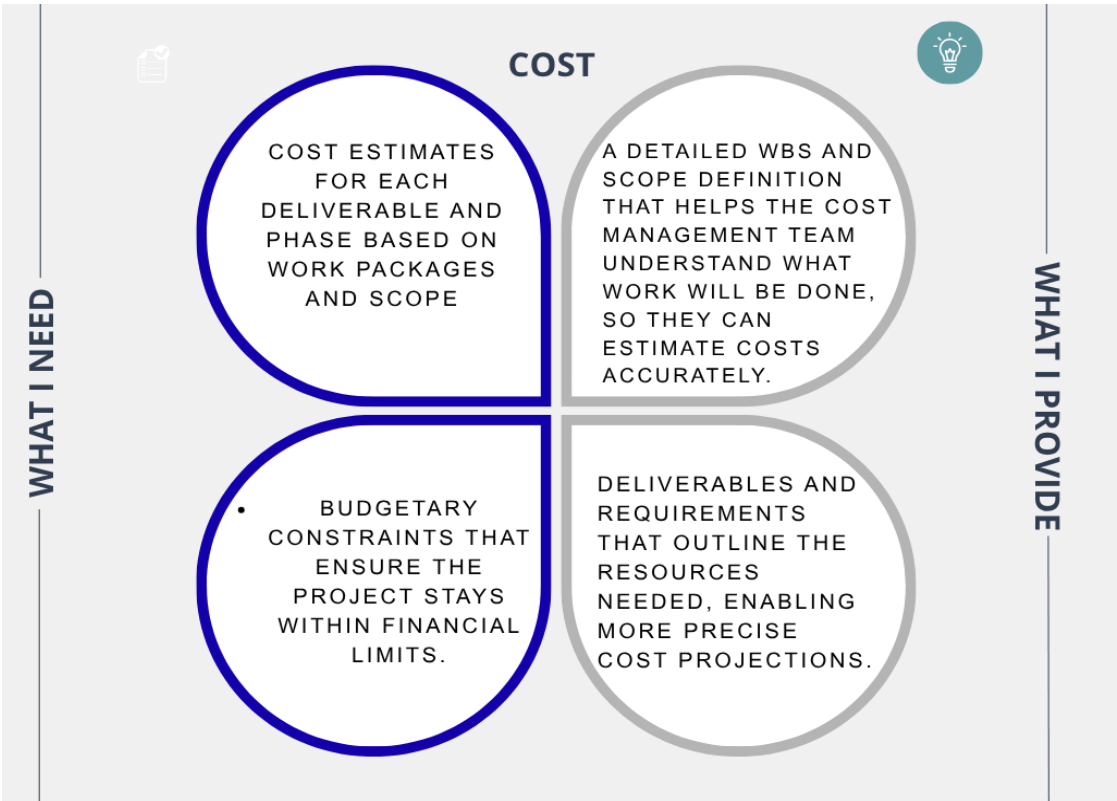 COST
WHAT I NEED
COST ESTIMATES
FOR EACH
DELIVERABLE AND
PHASE BASED ON
WORK PACKAGES
AND SCOPE
• BUDGETARY
CONSTRAINTS THAT
ENSURE THE
PROJECT STAYS
WITHIN FINANCIAL
LIMITS.
A DETAILED WBS AND
SCOPE DEFINITION
THAT HELPS THE COST
MANAGEMENT TEAM
UNDERSTAND WHAT
WORK WILL BE DONE,
SO THEY CAN
ESTIMATE COSTS
ACCURATELY.
DELIVERABLES AND
REQUIREMENTS
THAT OUTLINE THE
RESOURCES
NEEDED, ENABLING
MORE PRECISE
COST PROJECTIONS.
WHAT I PROVIDE